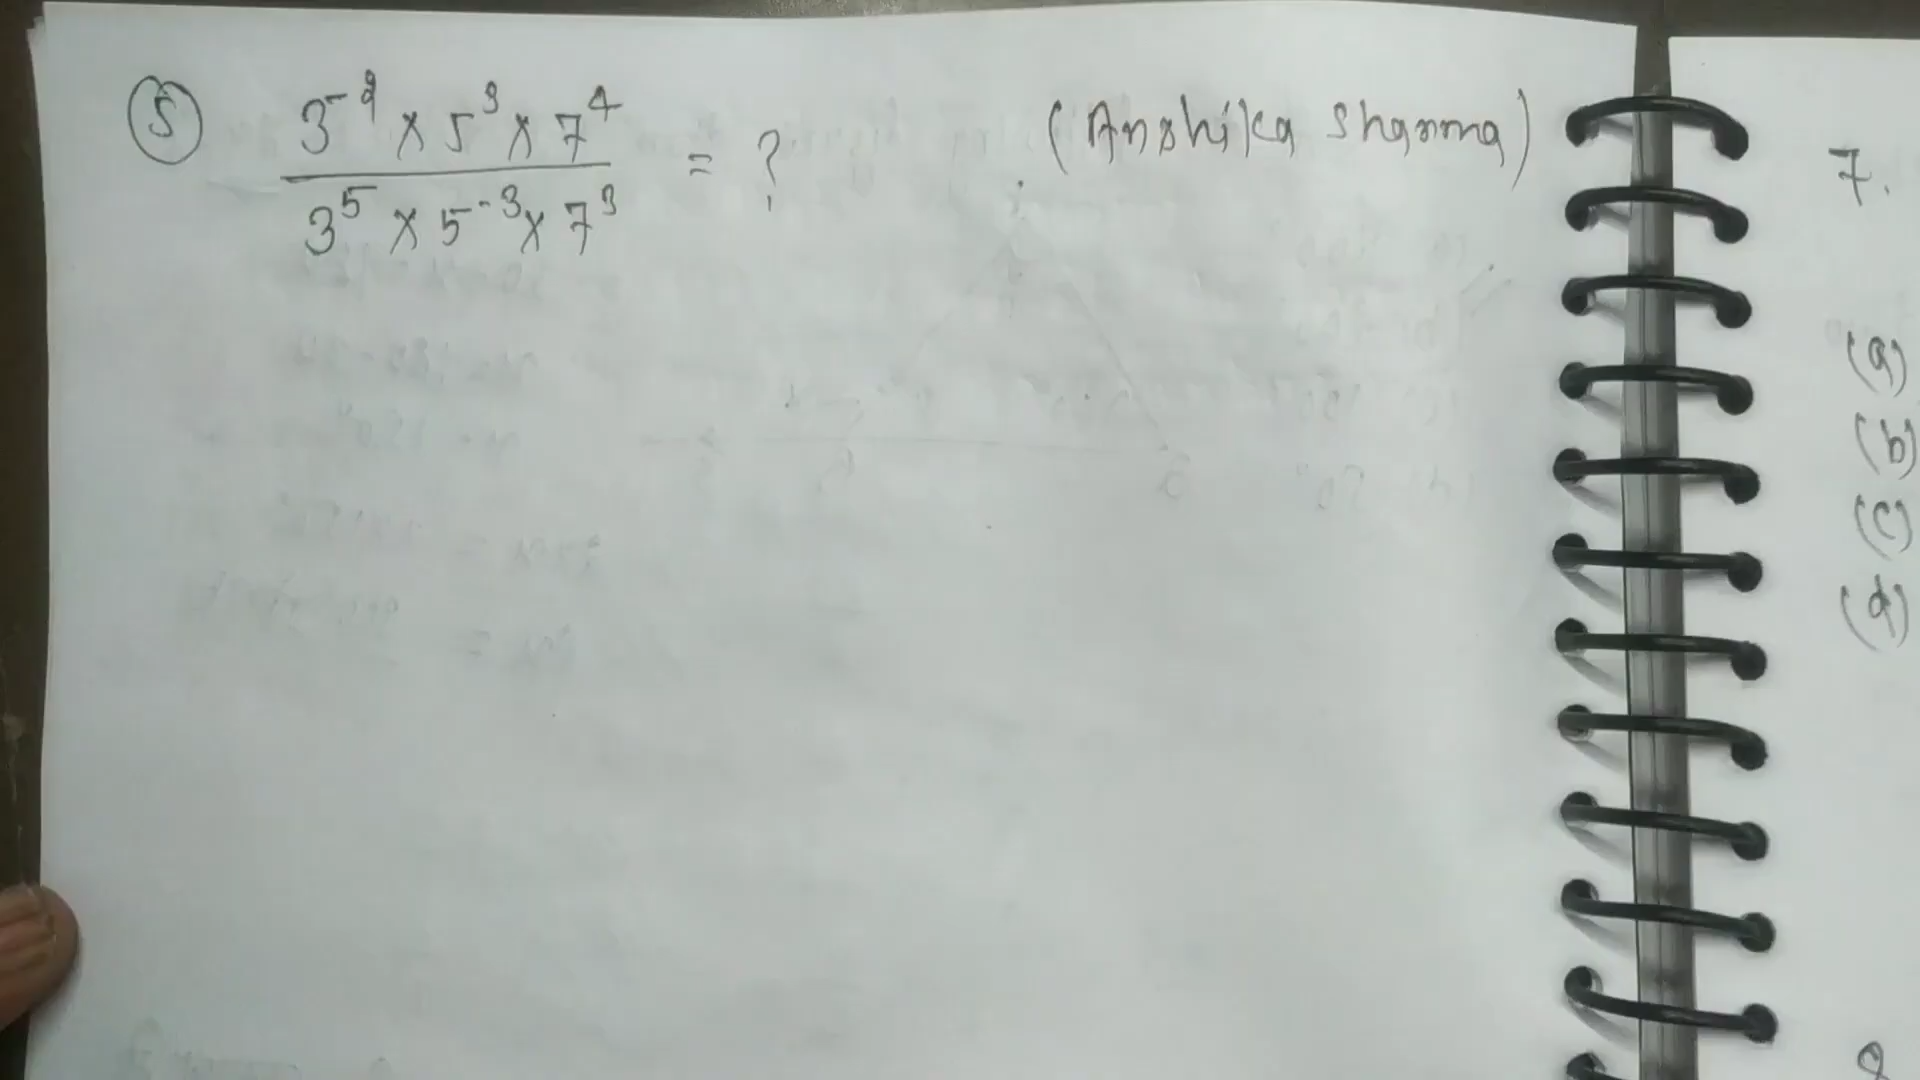 5 3⁻² × 5³ × 7⁴ / 3⁵ × 5⁻³ × 7³ = ? (Anshika Sharma)
7.
(a)
(b)
(c)
(d)